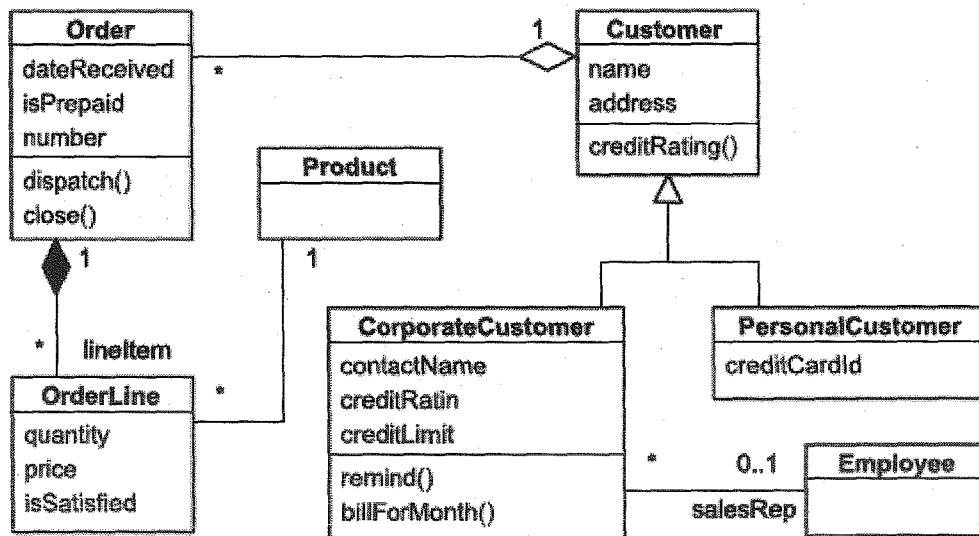 Order
dateReceived
isPrepaid
number
dispatch()
close()
*
1
Customer
name
address
creditRating()
Product
1
1
*
lineItem
OrderLine
quantity
price
isSatisfied
*
CorporateCustomer
contactName
creditRatin
creditLimit
remind()
billForMonth()
PersonalCustomer
creditCardId
*
0..1
salesRep
Employee